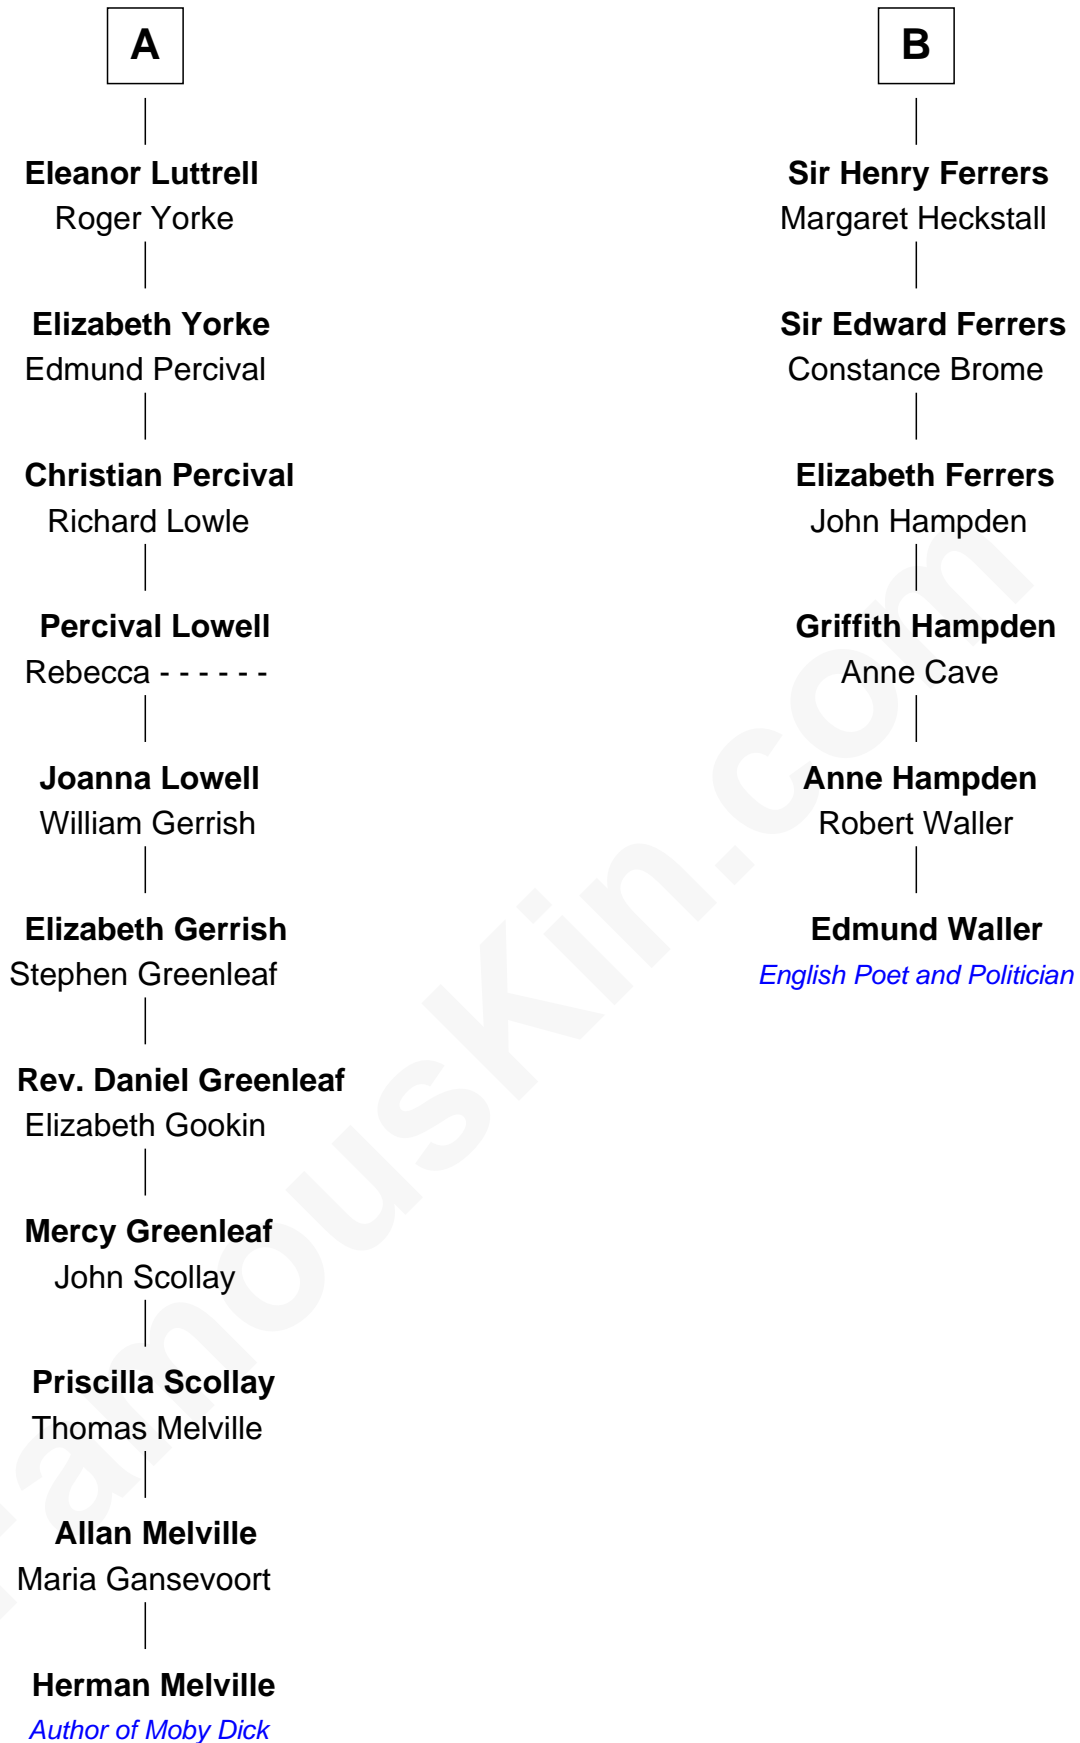 A
Eleanor Luttrell
Roger Yorke
Elizabeth Yorke
Edmund Percival
Christian Percival
Richard Lowle
Percival Lowell
Rebecca - - - - - -
Joanna Lowell
William Gerrish
Elizabeth Gerrish
Stephen Greenleaf
Rev. Daniel Greenleaf
Elizabeth Gookin
Mercy Greenleaf
John Scollay
Priscilla Scollay
Thomas Melville
Allan Melville
Maria Gansevoort
Herman Melville
Author of Moby Dick
B
Sir Henry Ferrers
Margaret Heckstall
Sir Edward Ferrers
Constance Brome
Elizabeth Ferrers
John Hampden
Griffith Hampden
Anne Cave
Anne Hampden
Robert Waller
Edmund Waller
English Poet and Politician
FamousKin.com